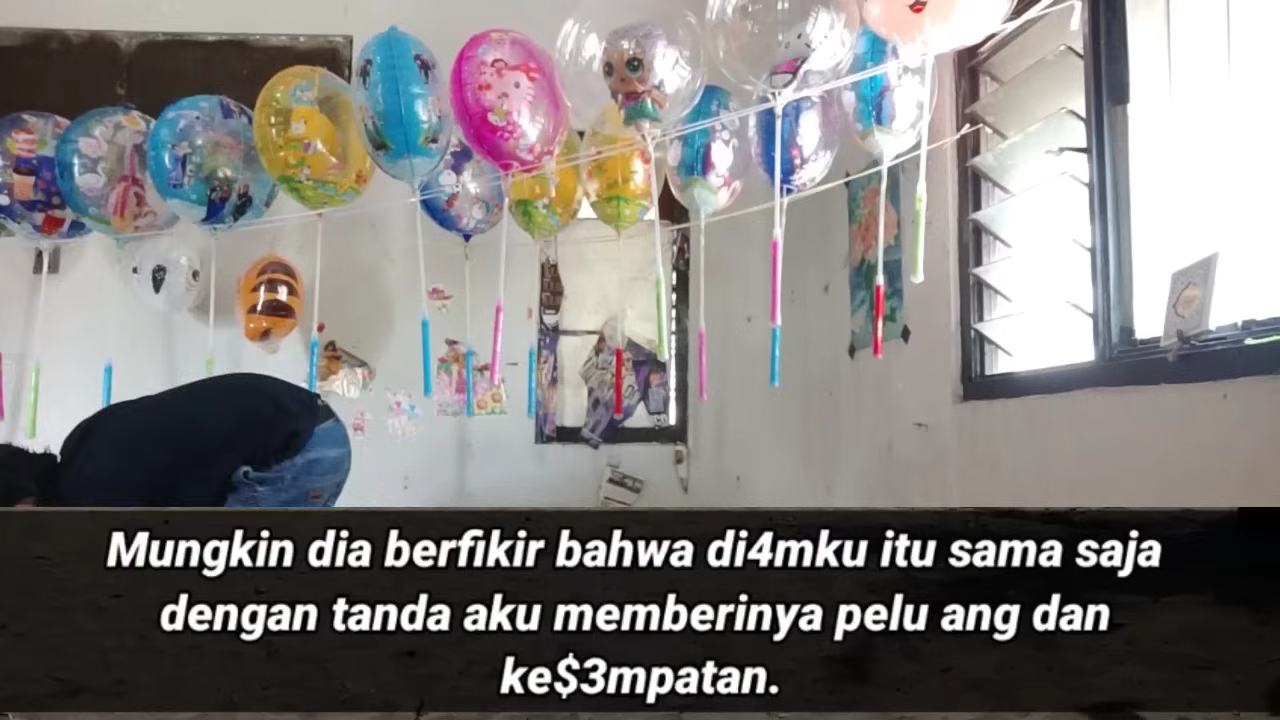 Mungkin dia berfikir bahwa di4mku itu sama saja
dengan tanda aku memberinya pelu ang dan
ke$3mpatan.